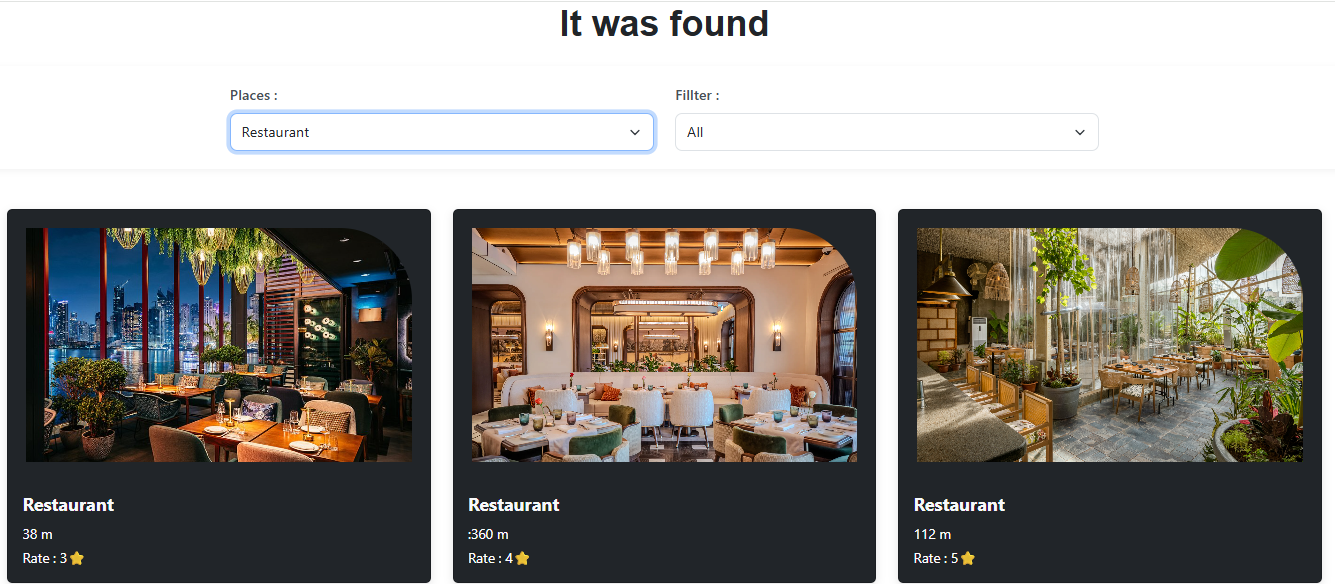 It was found
Places :
Fillter :
Restaurant
All
Restaurant
38 m
Rate : 3
Restaurant
:360 m
Rate : 4
Restaurant
112 m
Rate : 5